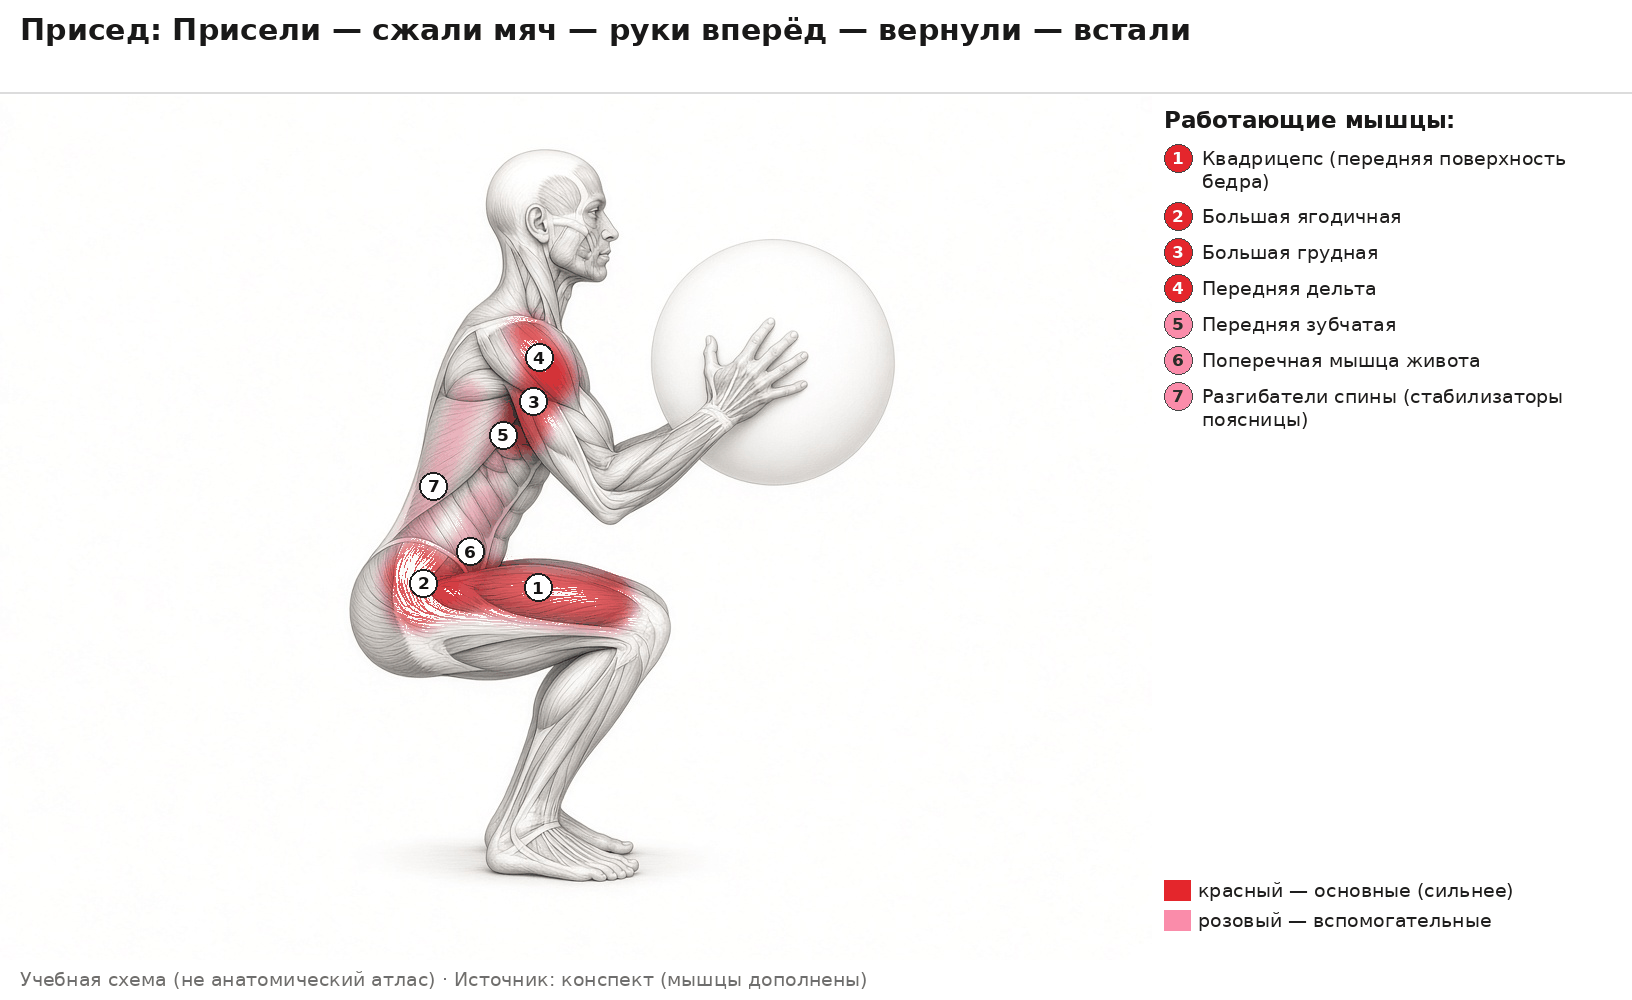 Присед: Присели — сжали мяч — руки вперёд — вернули — встали
Работающие мышцы:
1 Квадрицепс (передняя поверхность
бедра)
2 Большая ягодичная
3 Большая грудная
4 Передняя дельта
5 Передняя зубчатая
6 Поперечная мышца живота
7 Разгибатели спины (стабилизаторы
поясницы)
4
3
5
7
6
2
1
красный — основные (сильнее)
розовый — вспомогательные
Учебная схема (не анатомический атлас) · Источник: конспект (мышцы дополнены)